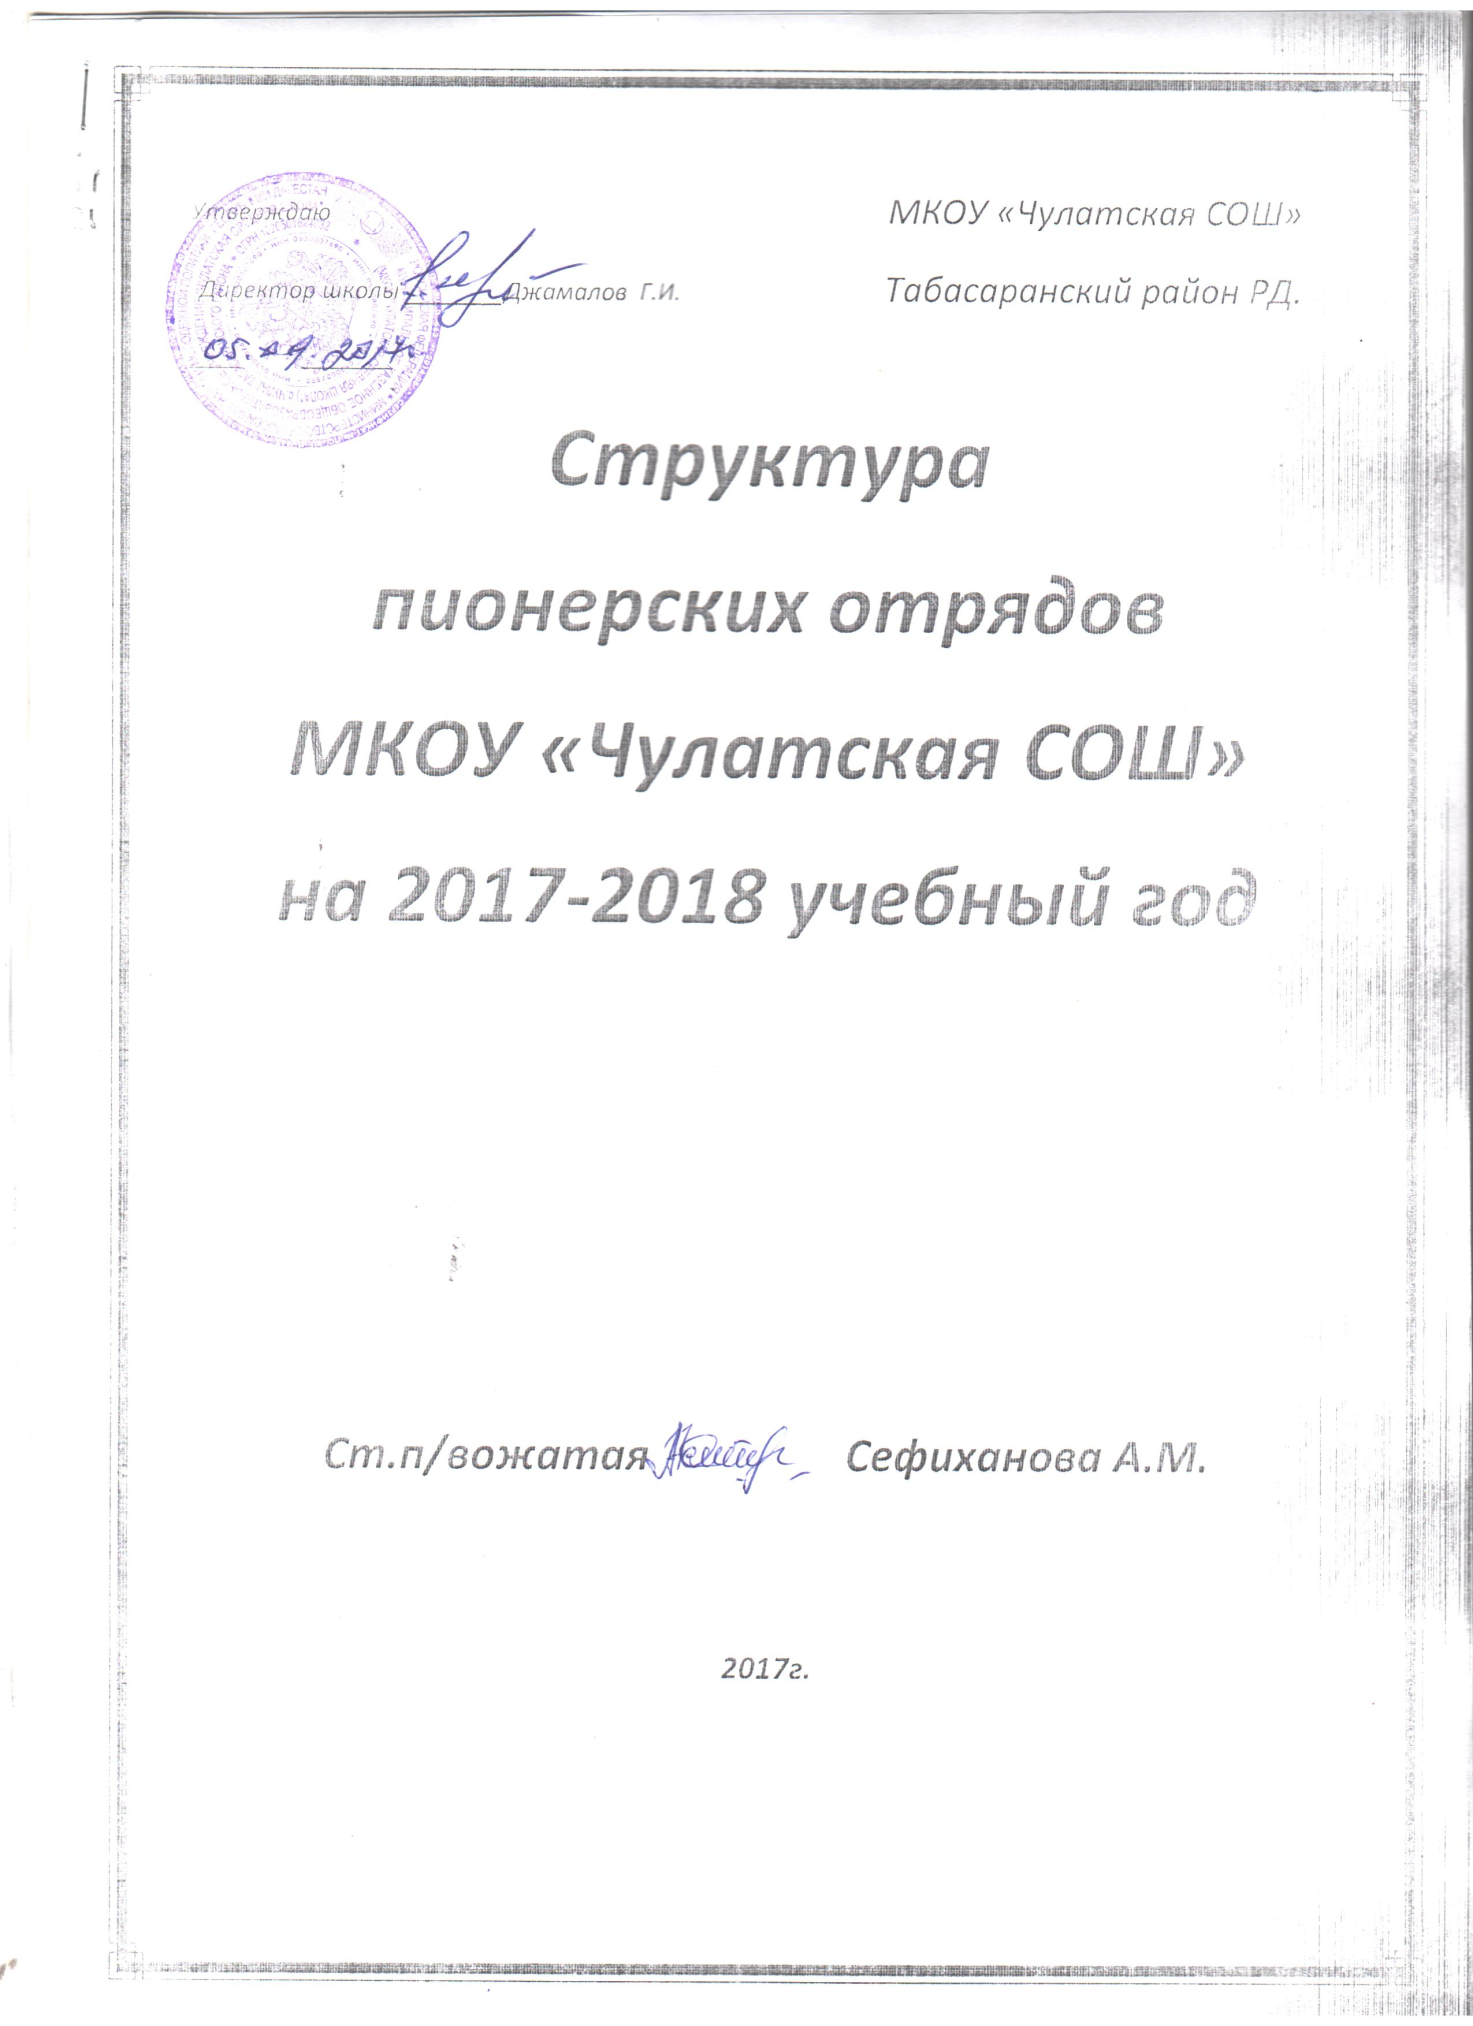 Утверждаю
МКОУ «Чулатская СОШ»
Директор школы Джамалов Г.И.
Табасаранский район РД.
05. 09. 2017г.
Структура
пионерских отрядов
МКОУ «Чулатская СОШ»
на 2017-2018 учебный год
Ст.п/вожатая Сефиханова А.М.
2017г.